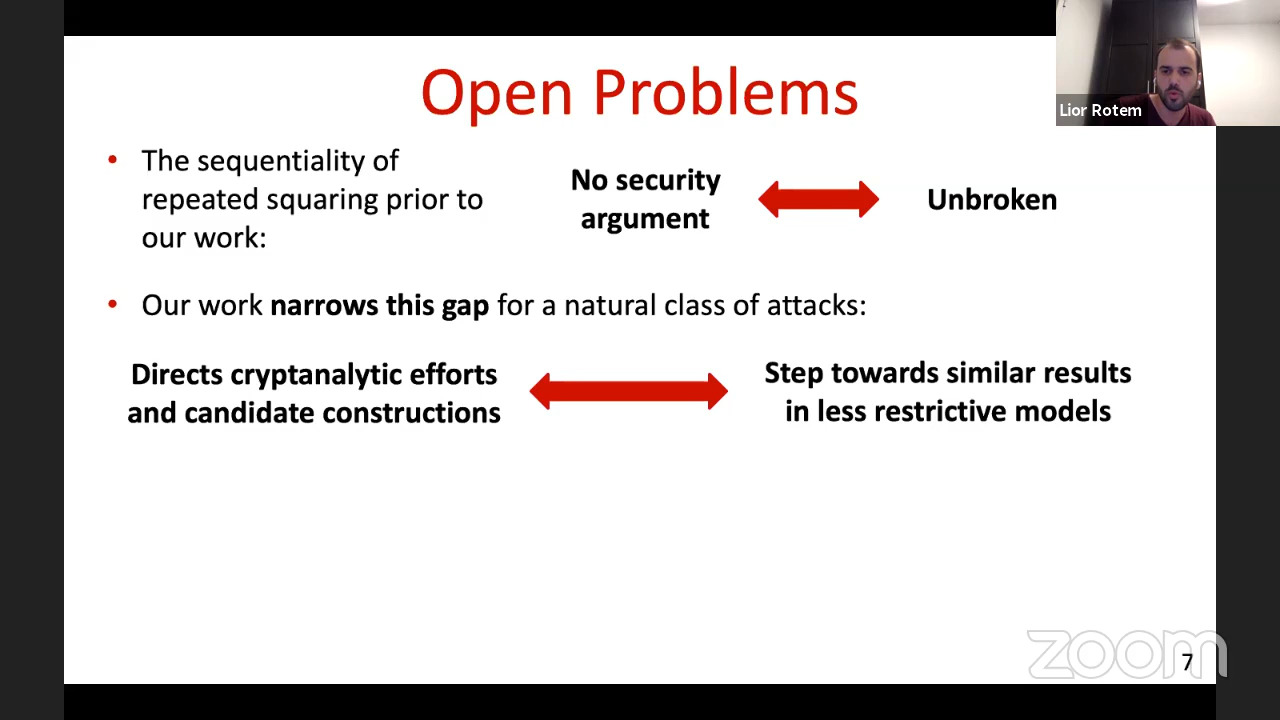 Open Problems
Lior Rotem
• The sequentiality of
repeated squaring prior to
our work:
No security
argument
Unbroken
• Our work narrows this gap for a natural class of attacks:
Directs cryptanalytic efforts
and candidate constructions
Step towards similar results
in less restrictive models
zoom
7